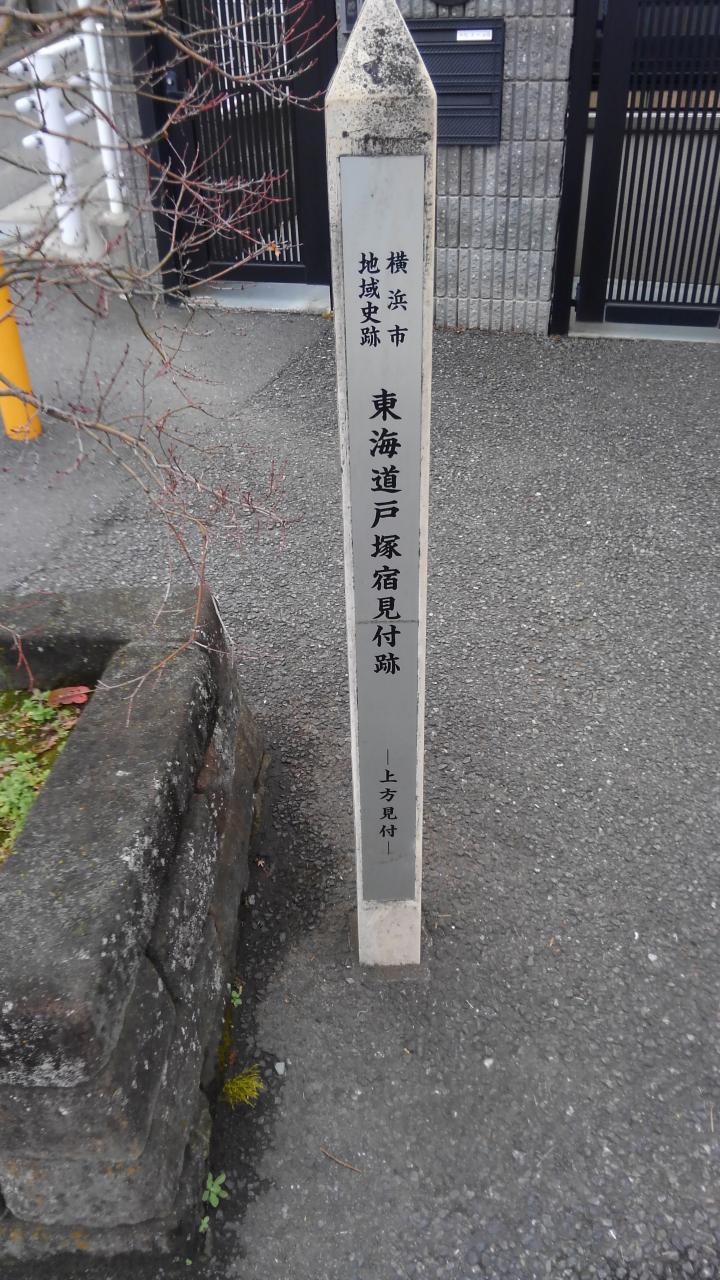 横浜市
地域史跡
東海道戸塚宿見付跡
―上方見付―